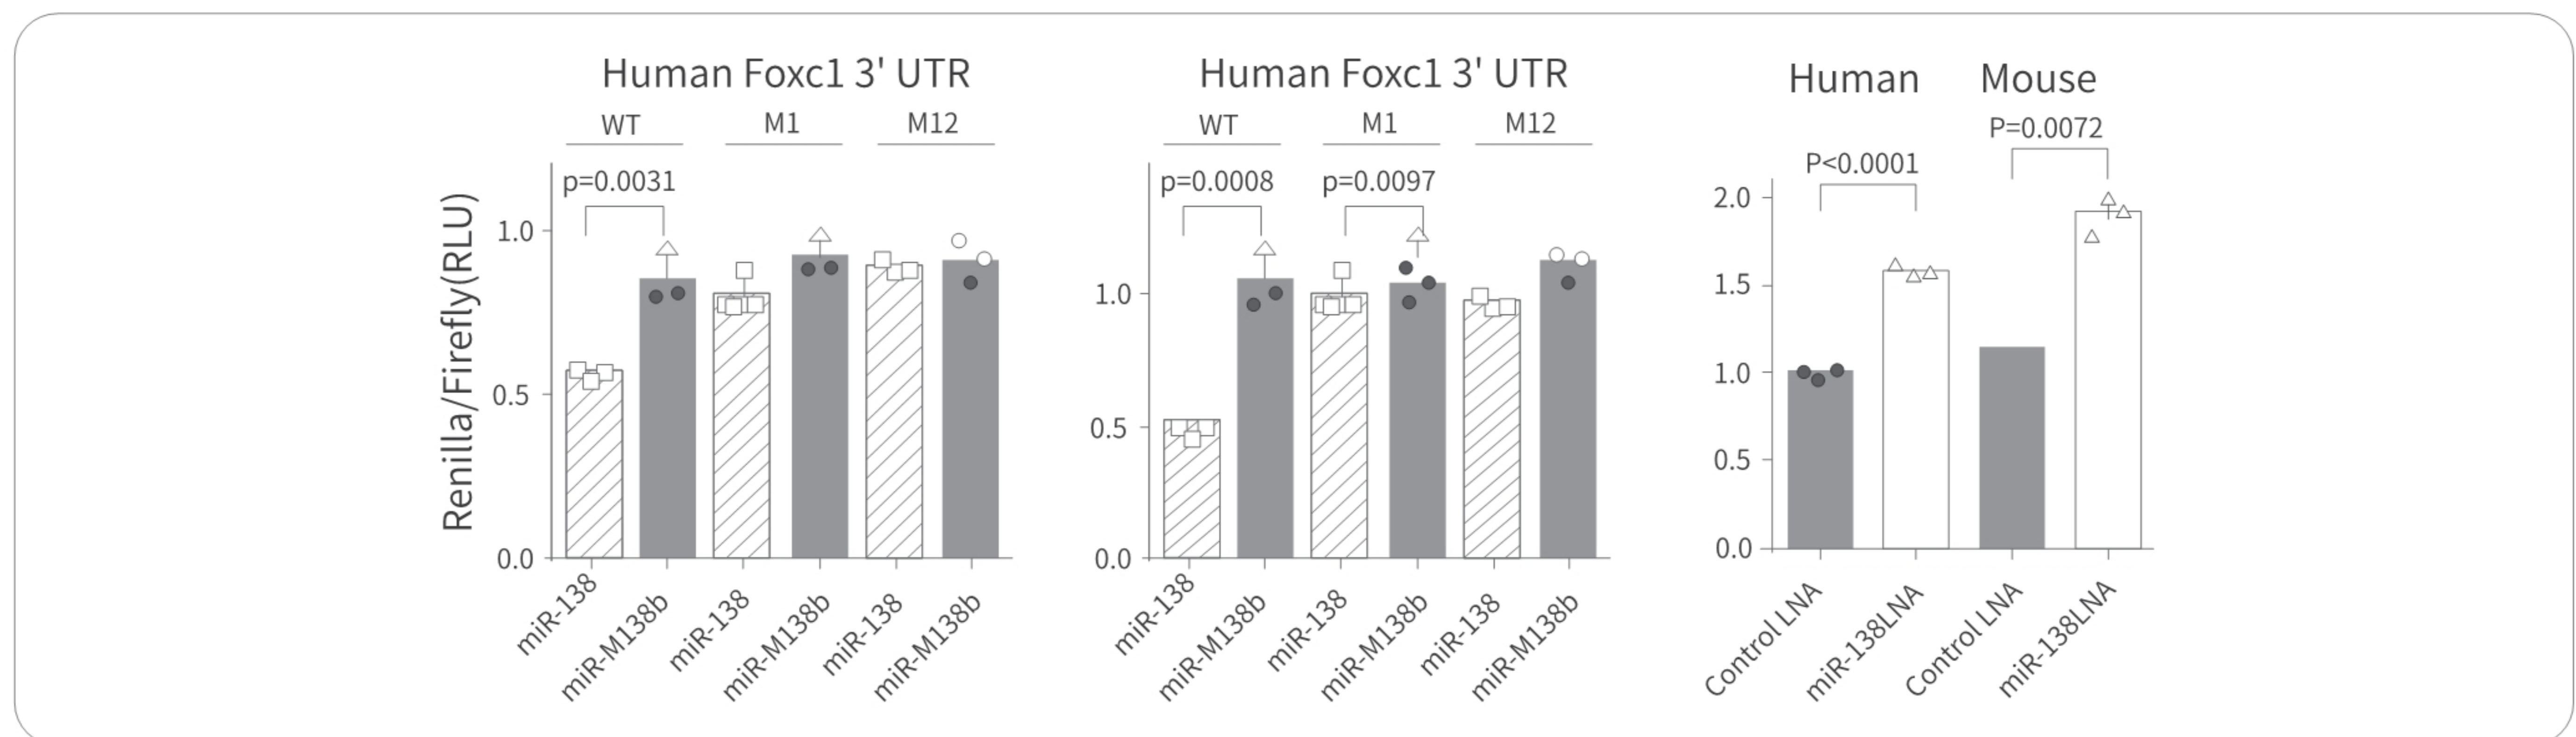 Human Foxc1 3' UTR
WT M1 M12
p=0.0031
Renilla/Firefly(RLU)
1.0
0.5
0.0
miR-138 miR-M138b miR-138 miR-M138b miR-138 miR-M138b
Human Foxc1 3' UTR
WT M1 M12
p=0.0008 p=0.0097
1.0
0.5
0.0
miR-138 miR-M138b miR-138 miR-M138b miR-138 miR-M138b
Human Mouse
P=0.0072
P<0.0001
2.0
1.5
1.0
0.5
0.0
Control LNA miR-138LNA Control LNA miR-138LNA